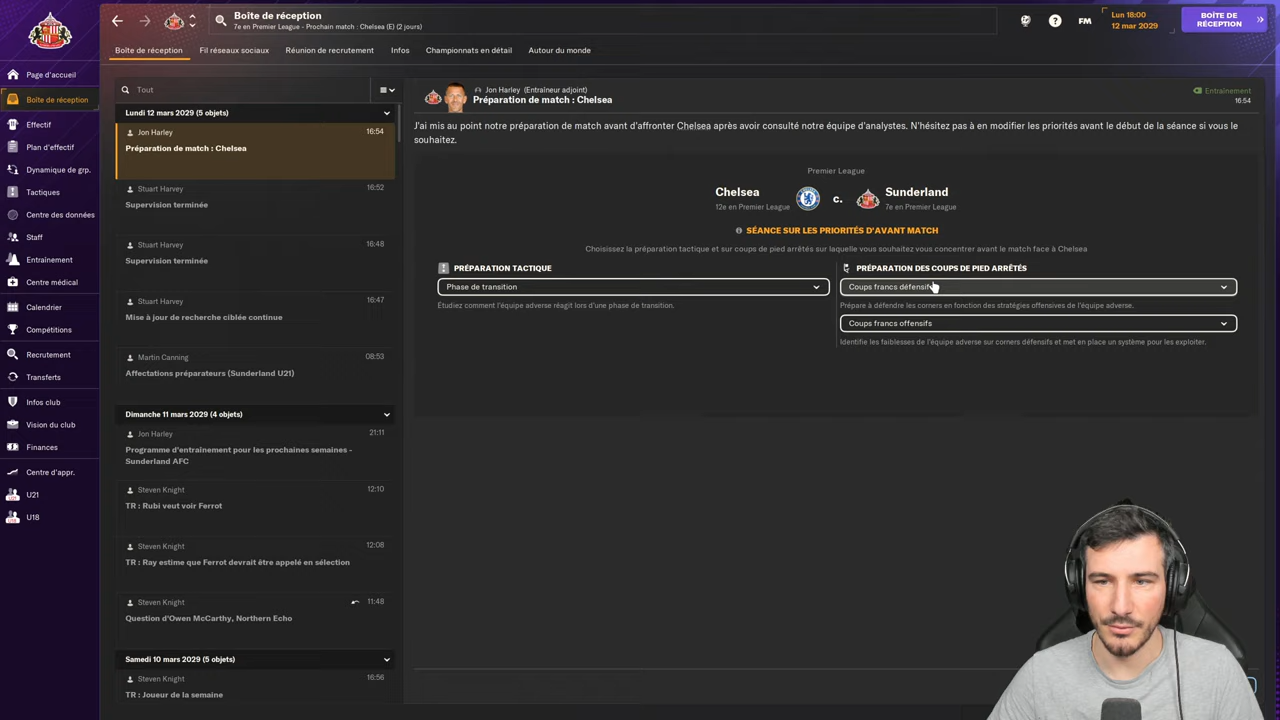 Boîte de réception
7e en Premier League - Prochain match : Chelsea (E) (2 jours)
FM
Lun 18:00
12 mar 2029
BOÎTE DE
RÉCEPTION
Boîte de réception
Fil réseaux sociaux
Réunion de recrutement
Infos
Championnats en détail
Autour du monde
Page d'accueil
Boîte de réception
Effectif
Plan d'effectif
Dynamique de grp.
Tactiques
Centre des données
Staff
Entraînement
Centre médical
Calendrier
Compétitions
Recrutement
Transferts
Infos club
Vision du club
Finances
Centre d'appr.
U21
U18
Tout
Lundi 12 mars 2029 (5 objets)
Jon Harley
16:54
Préparation de match : Chelsea
Stuart Harvey
16:52
Supervision terminée
Stuart Harvey
16:48
Supervision terminée
Stuart Harvey
16:47
Mise à jour de recherche ciblée continue
Martin Canning
08:53
Affectations préparateurs (Sunderland U21)
Dimanche 11 mars 2029 (4 objets)
Jon Harley
21:11
Programme d'entraînement pour les prochaines semaines -
Sunderland AFC
Steven Knight
12:10
TR : Rubi veut voir Ferrot
Steven Knight
12:08
TR : Ray estime que Ferrot devrait être appelé en sélection
Steven Knight
11:48
Question d'Owen McCarthy, Northern Echo
Samedi 10 mars 2029 (5 objets)
Steven Knight
16:56
TR : Joueur de la semaine
Jon Harley (Entraîneur adjoint)
Préparation de match : Chelsea
Entraînement
16:54
J'ai mis au point notre préparation de match avant d'affronter Chelsea après avoir consulté notre équipe d'analystes. N'hésitez pas à en modifier les priorités avant le début de la séance si vous le
souhaitez.
Premier League
Chelsea
12e en Premier League
c.
Sunderland
7e en Premier League
SÉANCE SUR LES PRIORITÉS D'AVANT MATCH
Choisissez la préparation tactique et sur coups de pied arrêtés sur laquelle vous souhaitez vous concentrer avant le match face à Chelsea
PRÉPARATION TACTIQUE
Phase de transition
Étudiez comment l'équipe adverse réagit lors d'une phase de transition.
PRÉPARATION DES COUPS DE PIED ARRÊTÉS
Coups francs défensifs
Prépare à défendre les corners en fonction des stratégies offensives de l'équipe adverse.
Coups francs offensifs
Identifie les faiblesses de l'équipe adverse sur corners défensifs et met en place un système pour les exploiter.